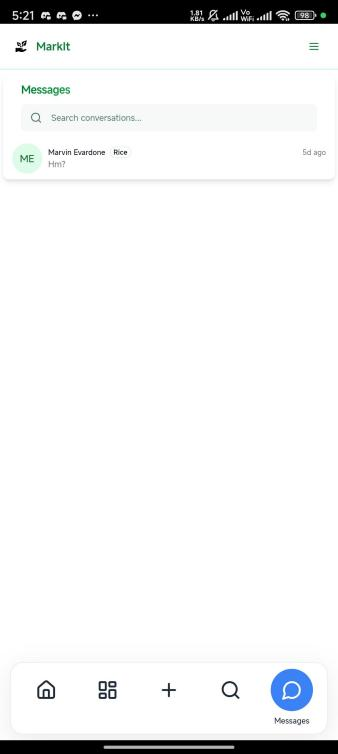 5:21 ... 1.81 KB/s Vo WiFi 98
MarkIt
Messages
Search conversations...
ME Marvin Evardone Rice 5d ago
Hm?
Messages